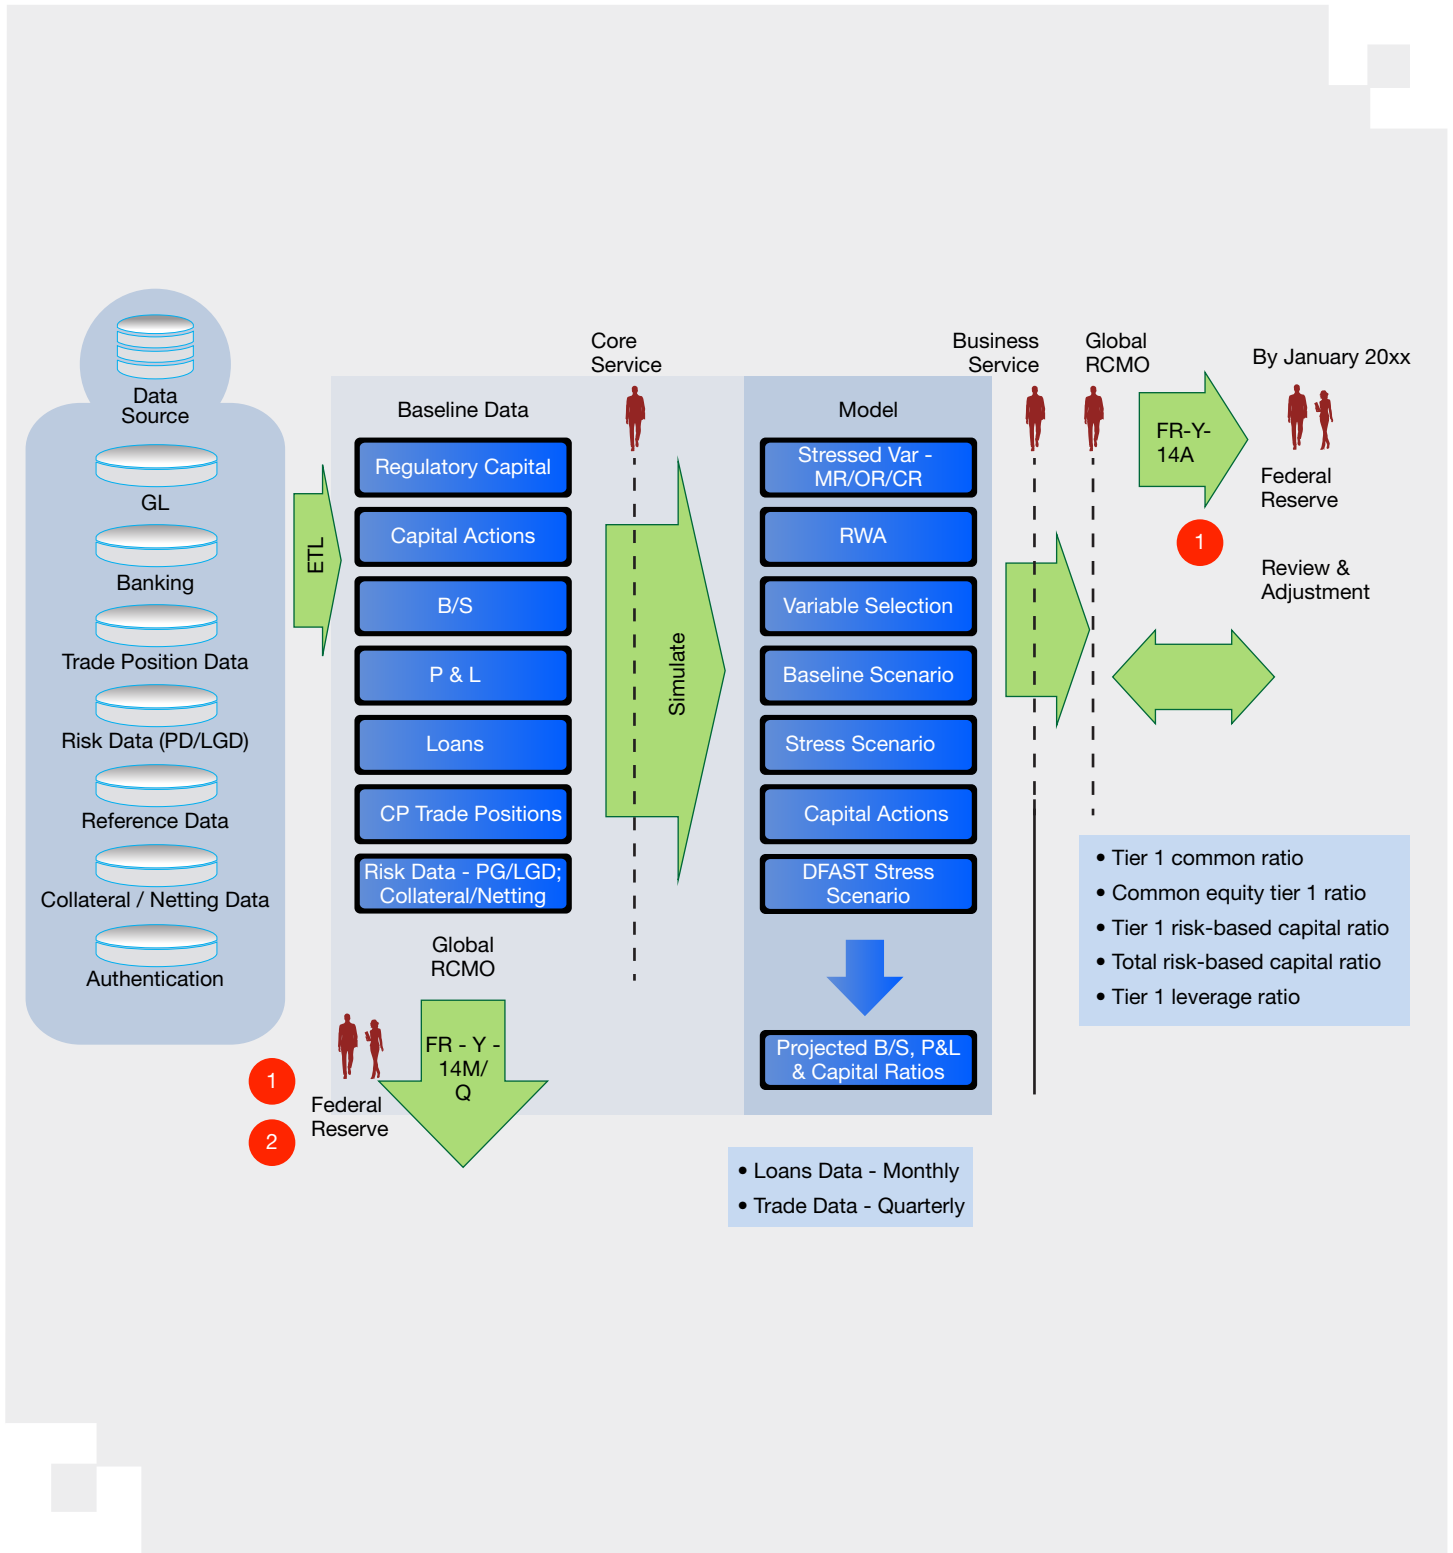 Data
Source
GL
Banking
Trade Position Data
Risk Data (PD/LGD)
Reference Data
Collateral / Netting Data
Authentication
ETL
Baseline Data
Regulatory Capital
Capital Actions
B/S
P & L
Loans
CP Trade Positions
Risk Data - PG/LGD;
Collateral/Netting
Global
RCMO
FR - Y -
14M/
Q
1
2
Federal
Reserve
Core
Service
Simulate
Model
Stressed Var -
MR/OR/CR
RWA
Variable Selection
Baseline Scenario
Stress Scenario
Capital Actions
DFAST Stress
Scenario
Projected B/S, P&L
& Capital Ratios
• Loans Data - Monthly
• Trade Data - Quarterly
Business
Service
Global
RCMO
FR-Y-
14A
1
By January 20xx
Federal
Reserve
Review &
Adjustment
• Tier 1 common ratio
• Common equity tier 1 ratio
• Tier 1 risk-based capital ratio
• Total risk-based capital ratio
• Tier 1 leverage ratio